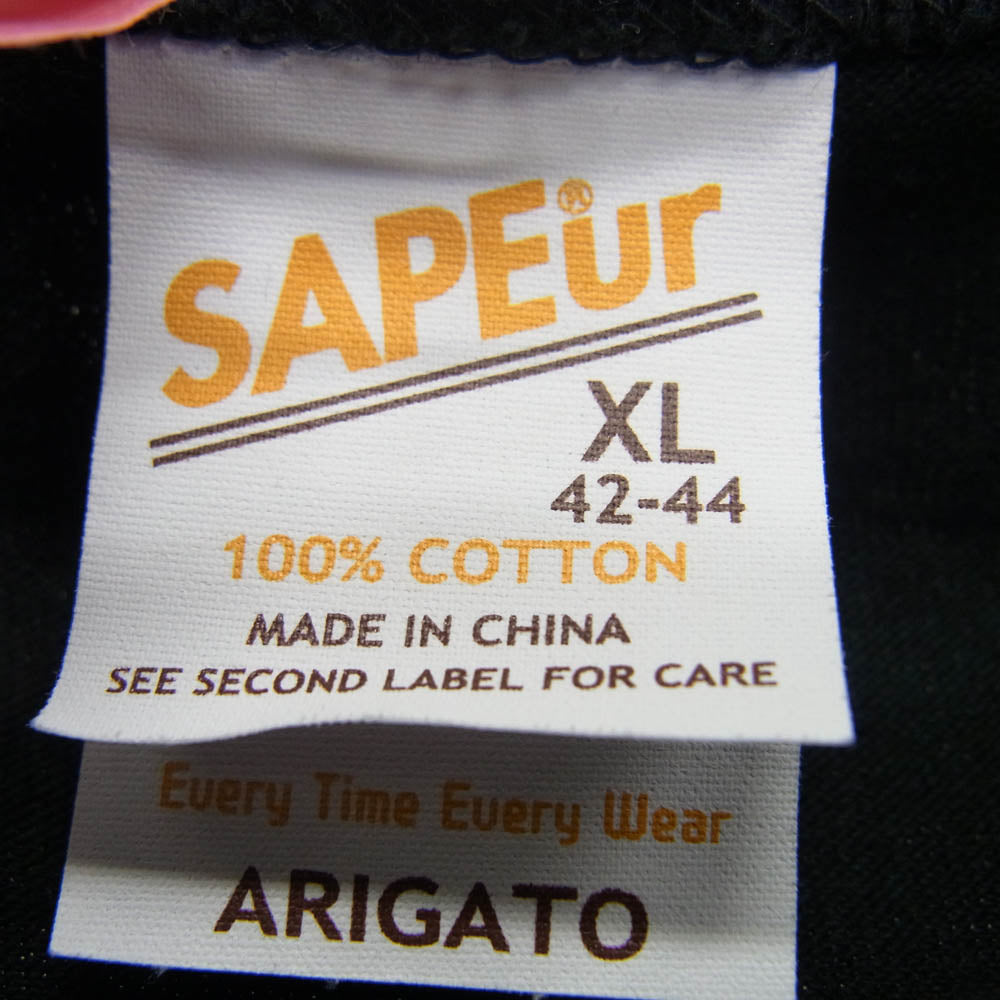 SAPEur®
XL
42-44
100% COTTON
MADE IN CHINA
SEE SECOND LABEL FOR CARE
Every Time Every Wear
ARIGATO